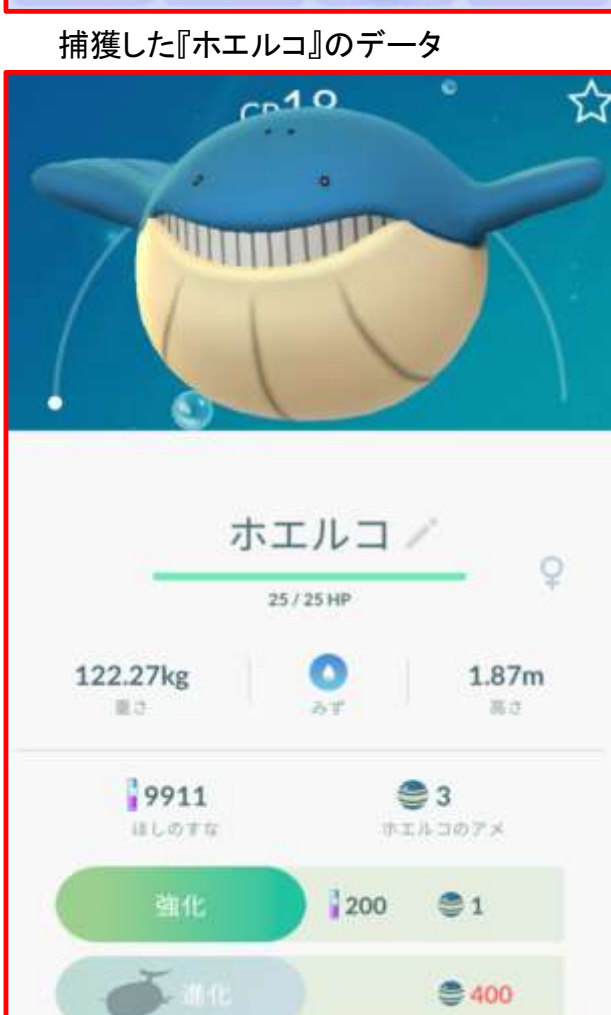 捕獲した『ホエルコ』のデータ
CP18
ホエルコ
25 / 25 HP
122.27kg
1.87m
重さ
みず
高さ
9911
3
ほしのすな
ホエルコのアメ
強化 200 1
進化 400